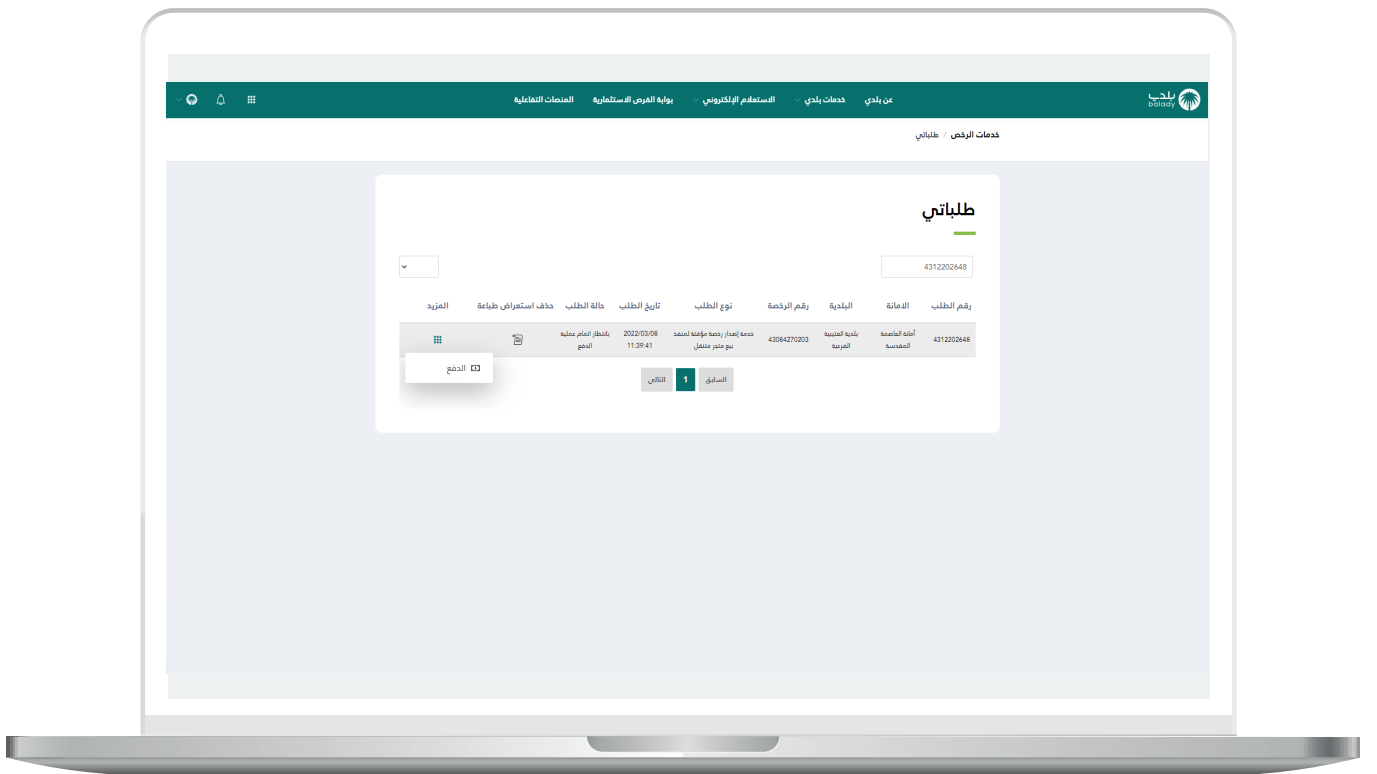 بلدي
balady
عن بلدي
خدمات بلدي
الاستعلام الإلكتروني
بوابة الفرص الاستثمارية
المنصات التفاعلية
خدمات الرخص / طلباتي
طلباتي
4312202648
رقم الطلب الامانة البلدية رقم الرخصة نوع الطلب تاريخ الطلب حالة الطلب حذف استعراض طباعة المزيد
4312202648
أمانة العاصمة
المقدسة
بلدية العتيبية
الفرعية
43084270203
خدمة إصدار رخصة مؤقتة لمنفذ
بيع متجر متنقل
2022/03/08
11:39:41
بانتظار اتمام عملية
الدفع
الدفع
السابق 1 التالي